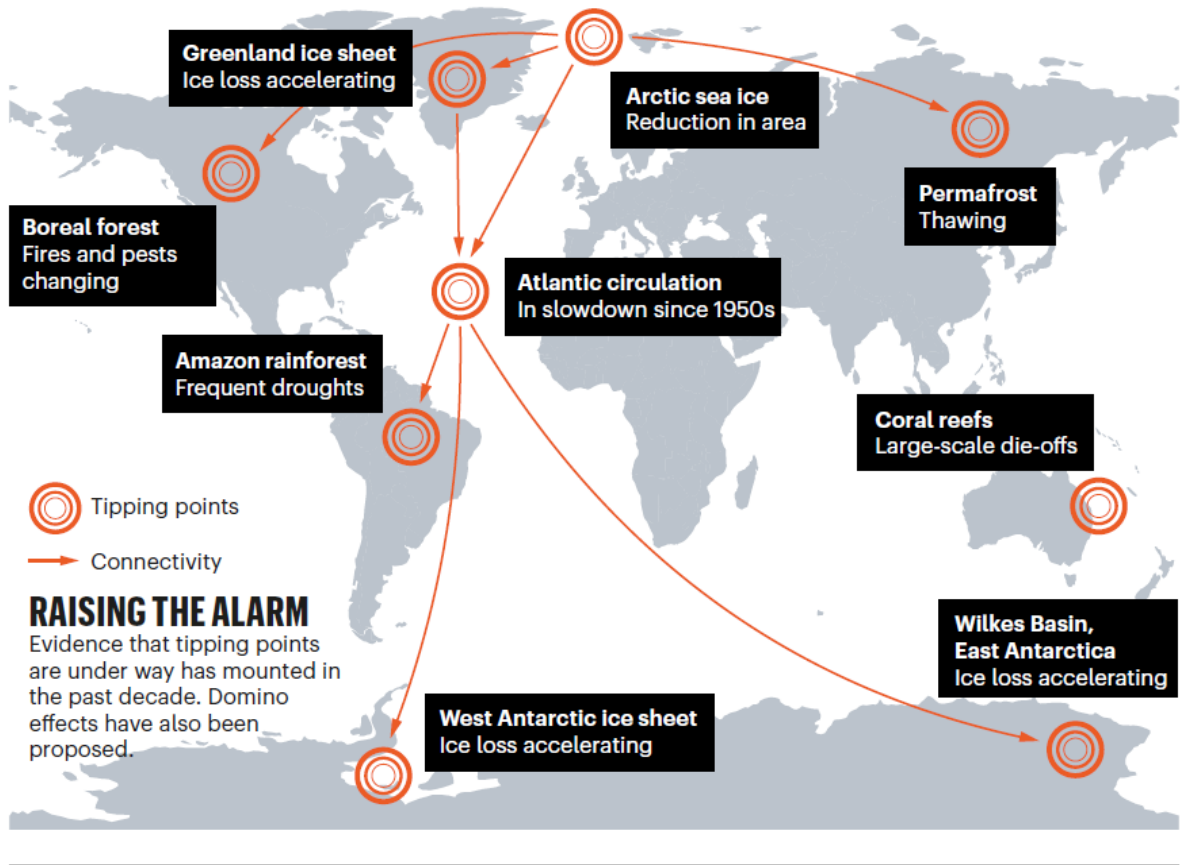 Greenland ice sheet
Ice loss accelerating
Arctic sea ice
Reduction in area
Permafrost
Thawing
Boreal forest
Fires and pests
changing
Atlantic circulation
In slowdown since 1950s
Amazon rainforest
Frequent droughts
Coral reefs
Large-scale die-offs
Tipping points
Connectivity
RAISING THE ALARM
Evidence that tipping points
are under way has mounted in
the past decade. Domino
effects have also been
proposed.
Wilkes Basin,
East Antarctica
Ice loss accelerating
West Antarctic ice sheet
Ice loss accelerating